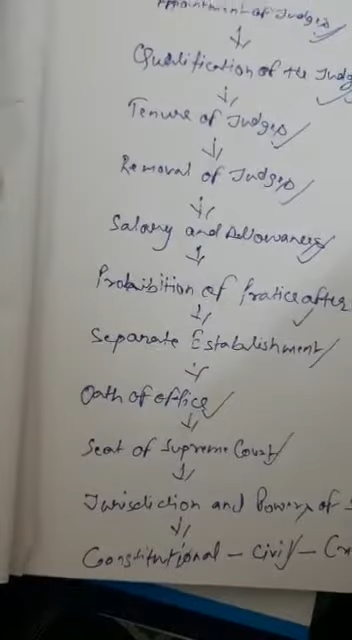 Appointment of Judges
Qualification of the Judg
Tenure of Judges
Removal of Judges
Salary and Allowances
Prohibition of Pratice after
Separate Establishment
Oath of office
Seat of Supreme Court
Jurisdiction and Powers of
Constitutional - Civil - Cr